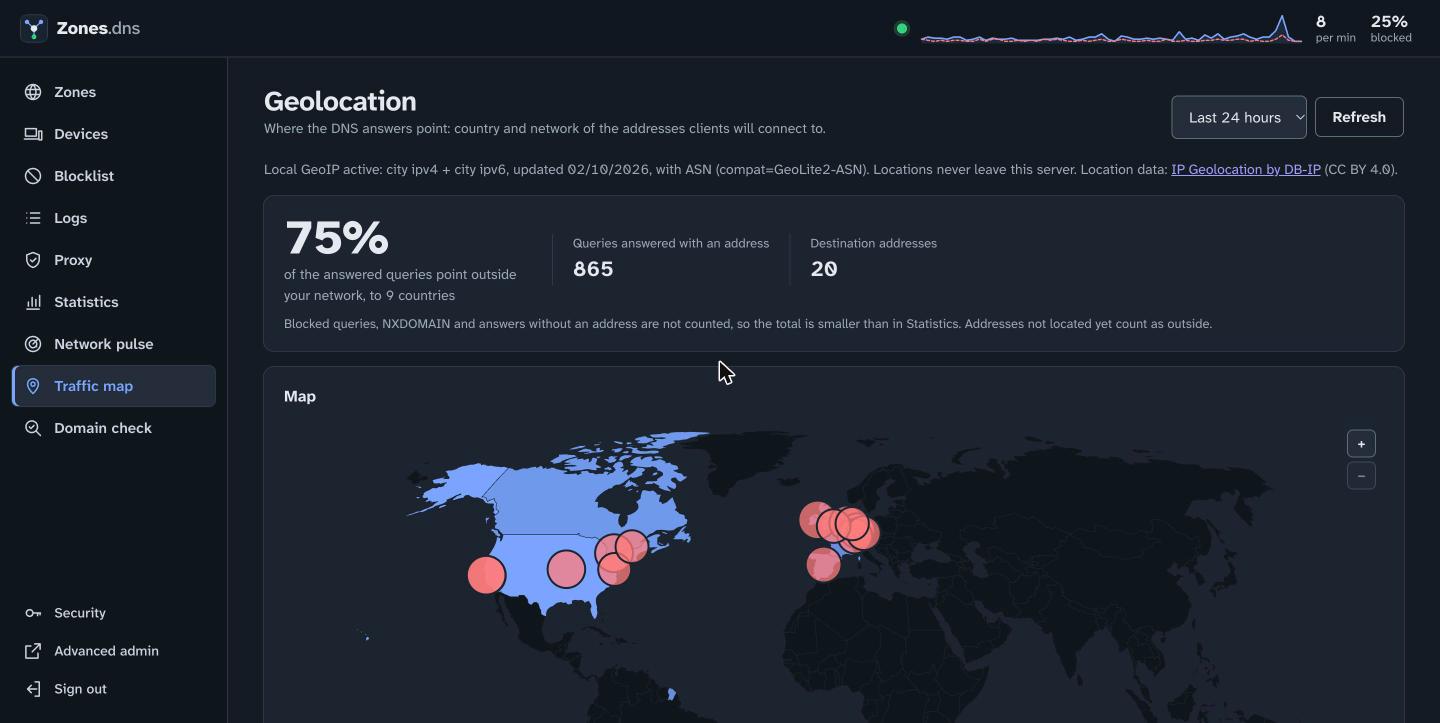 Zones.dns
8
per min
25%
blocked
Zones
Devices
Blocklist
Logs
Proxy
Statistics
Network pulse
Traffic map
Domain check
Security
Advanced admin
Sign out
Geolocation
Where the DNS answers point: country and network of the addresses clients will connect to.
Last 24 hours
Refresh
Local GeoIP active: city ipv4 + city ipv6, updated 02/10/2026, with ASN (compat=GeoLite2-ASN). Locations never leave this server. Location data: IP Geolocation by DB-IP (CC BY 4.0).
75%
of the answered queries point outside
your network, to 9 countries
Queries answered with an address
865
Destination addresses
20
Blocked queries, NXDOMAIN and answers without an address are not counted, so the total is smaller than in Statistics. Addresses not located yet count as outside.
Map
+
−